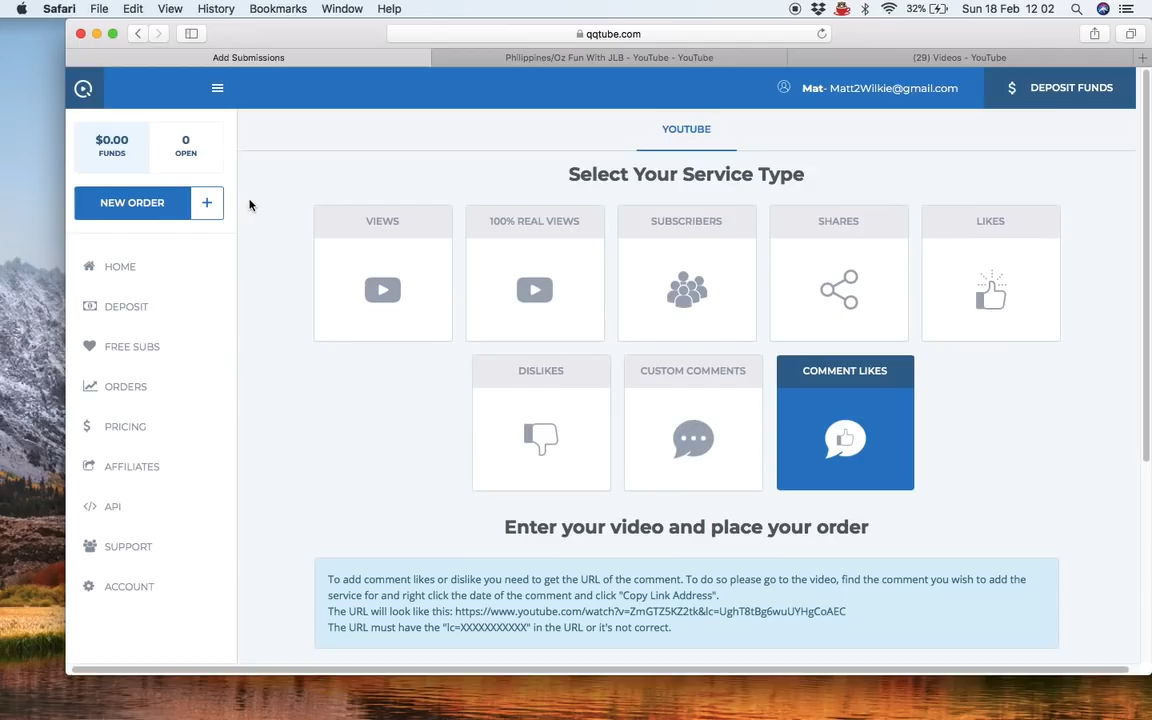 Safari File Edit View History Bookmarks Window Help
32% Sun 18 Feb 12 02
qqtube.com
Add Submissions
Philippines/Oz Fun With JLB - YouTube - YouTube
(29) Videos - YouTube
Mat- Matt2Wilkie@gmail.com
$ DEPOSIT FUNDS
$0.00 0
FUNDS OPEN
NEW ORDER +
HOME
DEPOSIT
FREE SUBS
ORDERS
$ PRICING
AFFILIATES
</> API
SUPPORT
ACCOUNT
YOUTUBE
Select Your Service Type
VIEWS 100% REAL VIEWS SUBSCRIBERS SHARES LIKES
DISLIKES CUSTOM COMMENTS COMMENT LIKES
Enter your video and place your order
To add comment likes or dislike you need to get the URL of the comment. To do so please go to the video, find the comment you wish to add the
service for and right click the date of the comment and click "Copy Link Address".
The URL will look like this: https://www.youtube.com/watch?v=ZmGTZ5KZ2tk&lc=UghT8tBg6wuUYHgCoAEC
The URL must have the "lc=XXXXXXXXXXX" in the URL or it's not correct.